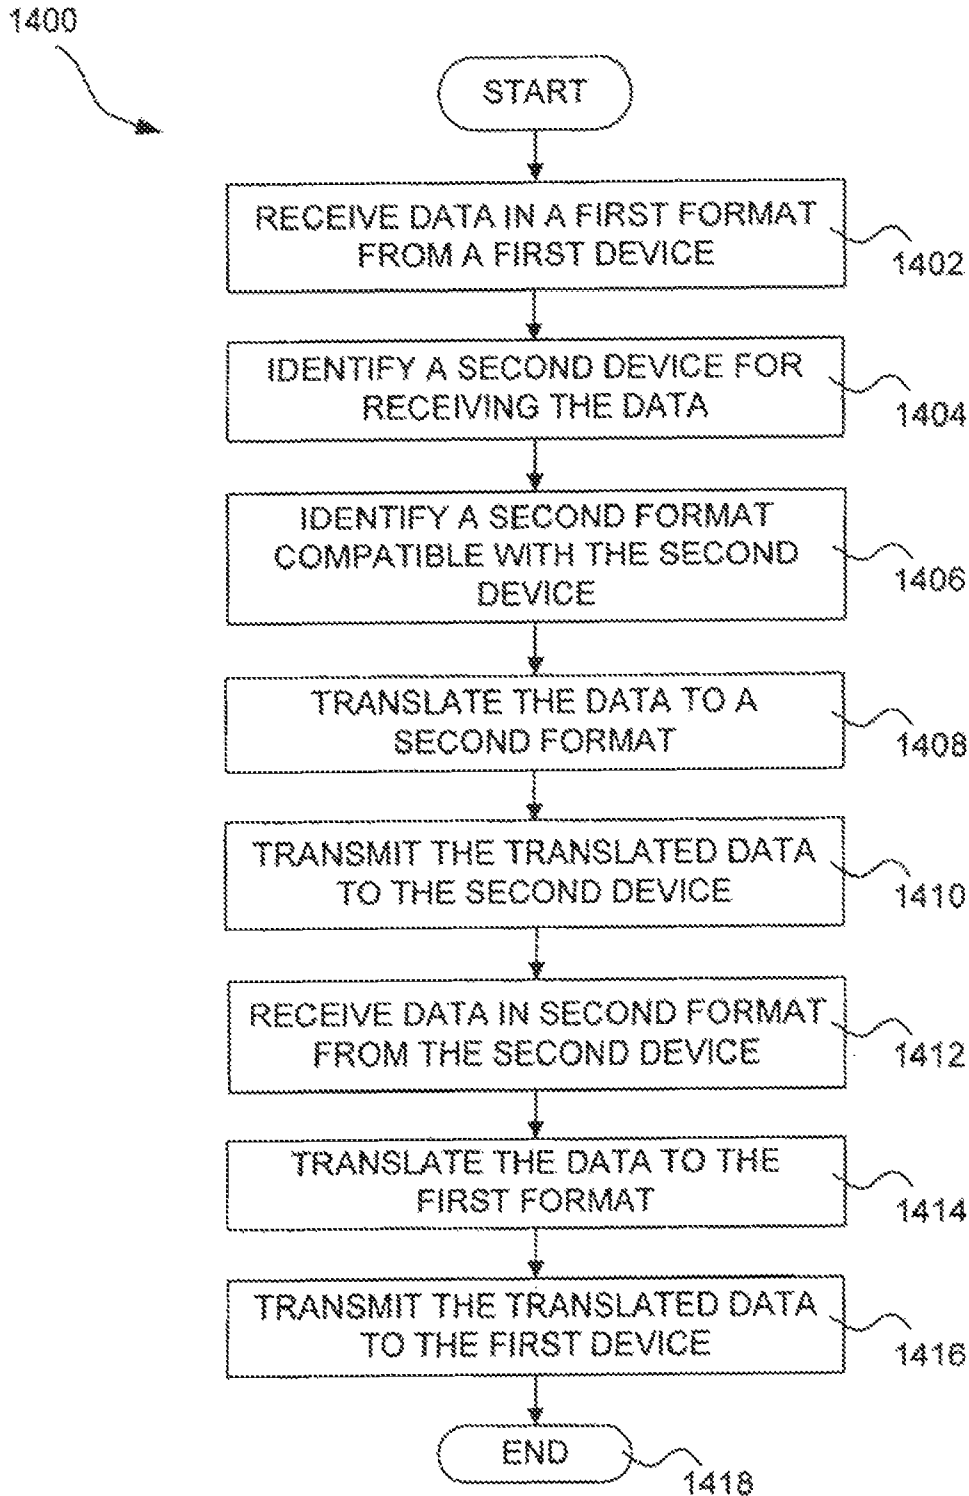 1400
START
RECEIVE DATA IN A FIRST FORMAT
FROM A FIRST DEVICE
1402
IDENTIFY A SECOND DEVICE FOR
RECEIVING THE DATA
1404
IDENTIFY A SECOND FORMAT
COMPATIBLE WITH THE SECOND
DEVICE
1406
TRANSLATE THE DATA TO A
SECOND FORMAT
1408
TRANSMIT THE TRANSLATED DATA
TO THE SECOND DEVICE
1410
RECEIVE DATA IN SECOND FORMAT
FROM THE SECOND DEVICE
1412
TRANSLATE THE DATA TO THE
FIRST FORMAT
1414
TRANSMIT THE TRANSLATED DATA
TO THE FIRST DEVICE
1416
END
1418